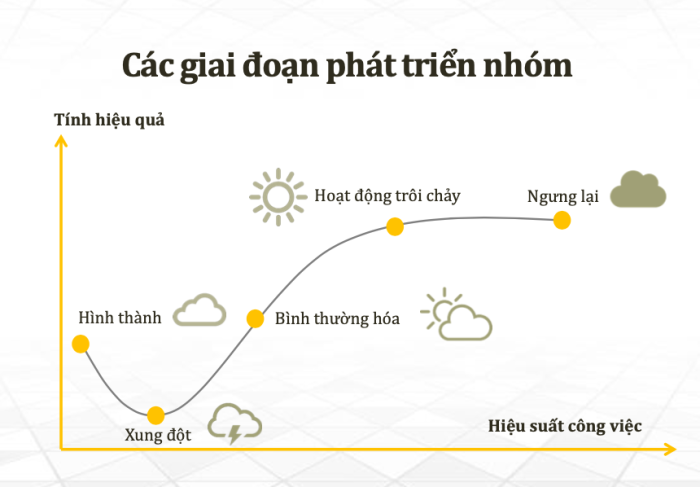 Các giai đoạn phát triển nhóm
Tính hiệu quả
Hoạt động trôi chảy
Ngưng lại
Hình thành
Bình thường hóa
Xung đột
Hiệu suất công việc